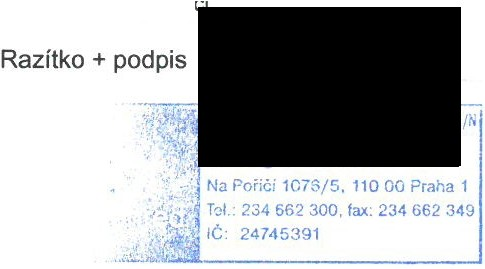 Razítko + podpis
/N
Na Poříčí 1076/5, 110 00 Praha 1
Tel.: 234 662 300, fax: 234 662 349
IČ: 24745391